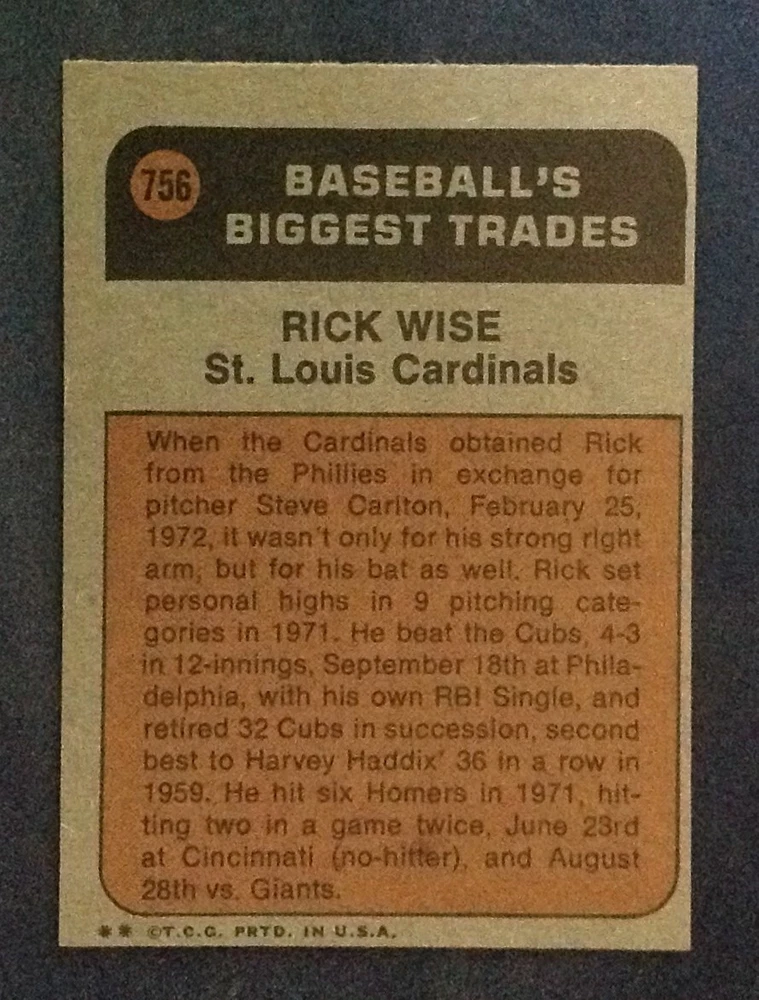 756
BASEBALL'S
BIGGEST TRADES
RICK WISE
St. Louis Cardinals
When the Cardinals obtained Rick
from the Phillies in exchange for
pitcher Steve Carlton, February 25,
1972, it wasn't only for his strong right
arm, but for his bat as well. Rick set
personal highs in 9 pitching cate-
gories in 1971. He beat the Cubs, 4-3
in 12-innings, September 18th at Phila-
delphia, with his own RBI Single, and
retired 32 Cubs in succession, second
best to Harvey Haddix' 36 in a row in
1959. He hit six Homers in 1971, hit-
ting two in a game twice, June 23rd
at Cincinnati (no-hitter), and August
28th vs. Giants.
** ©T.C.G. PRTD. IN U.S.A.